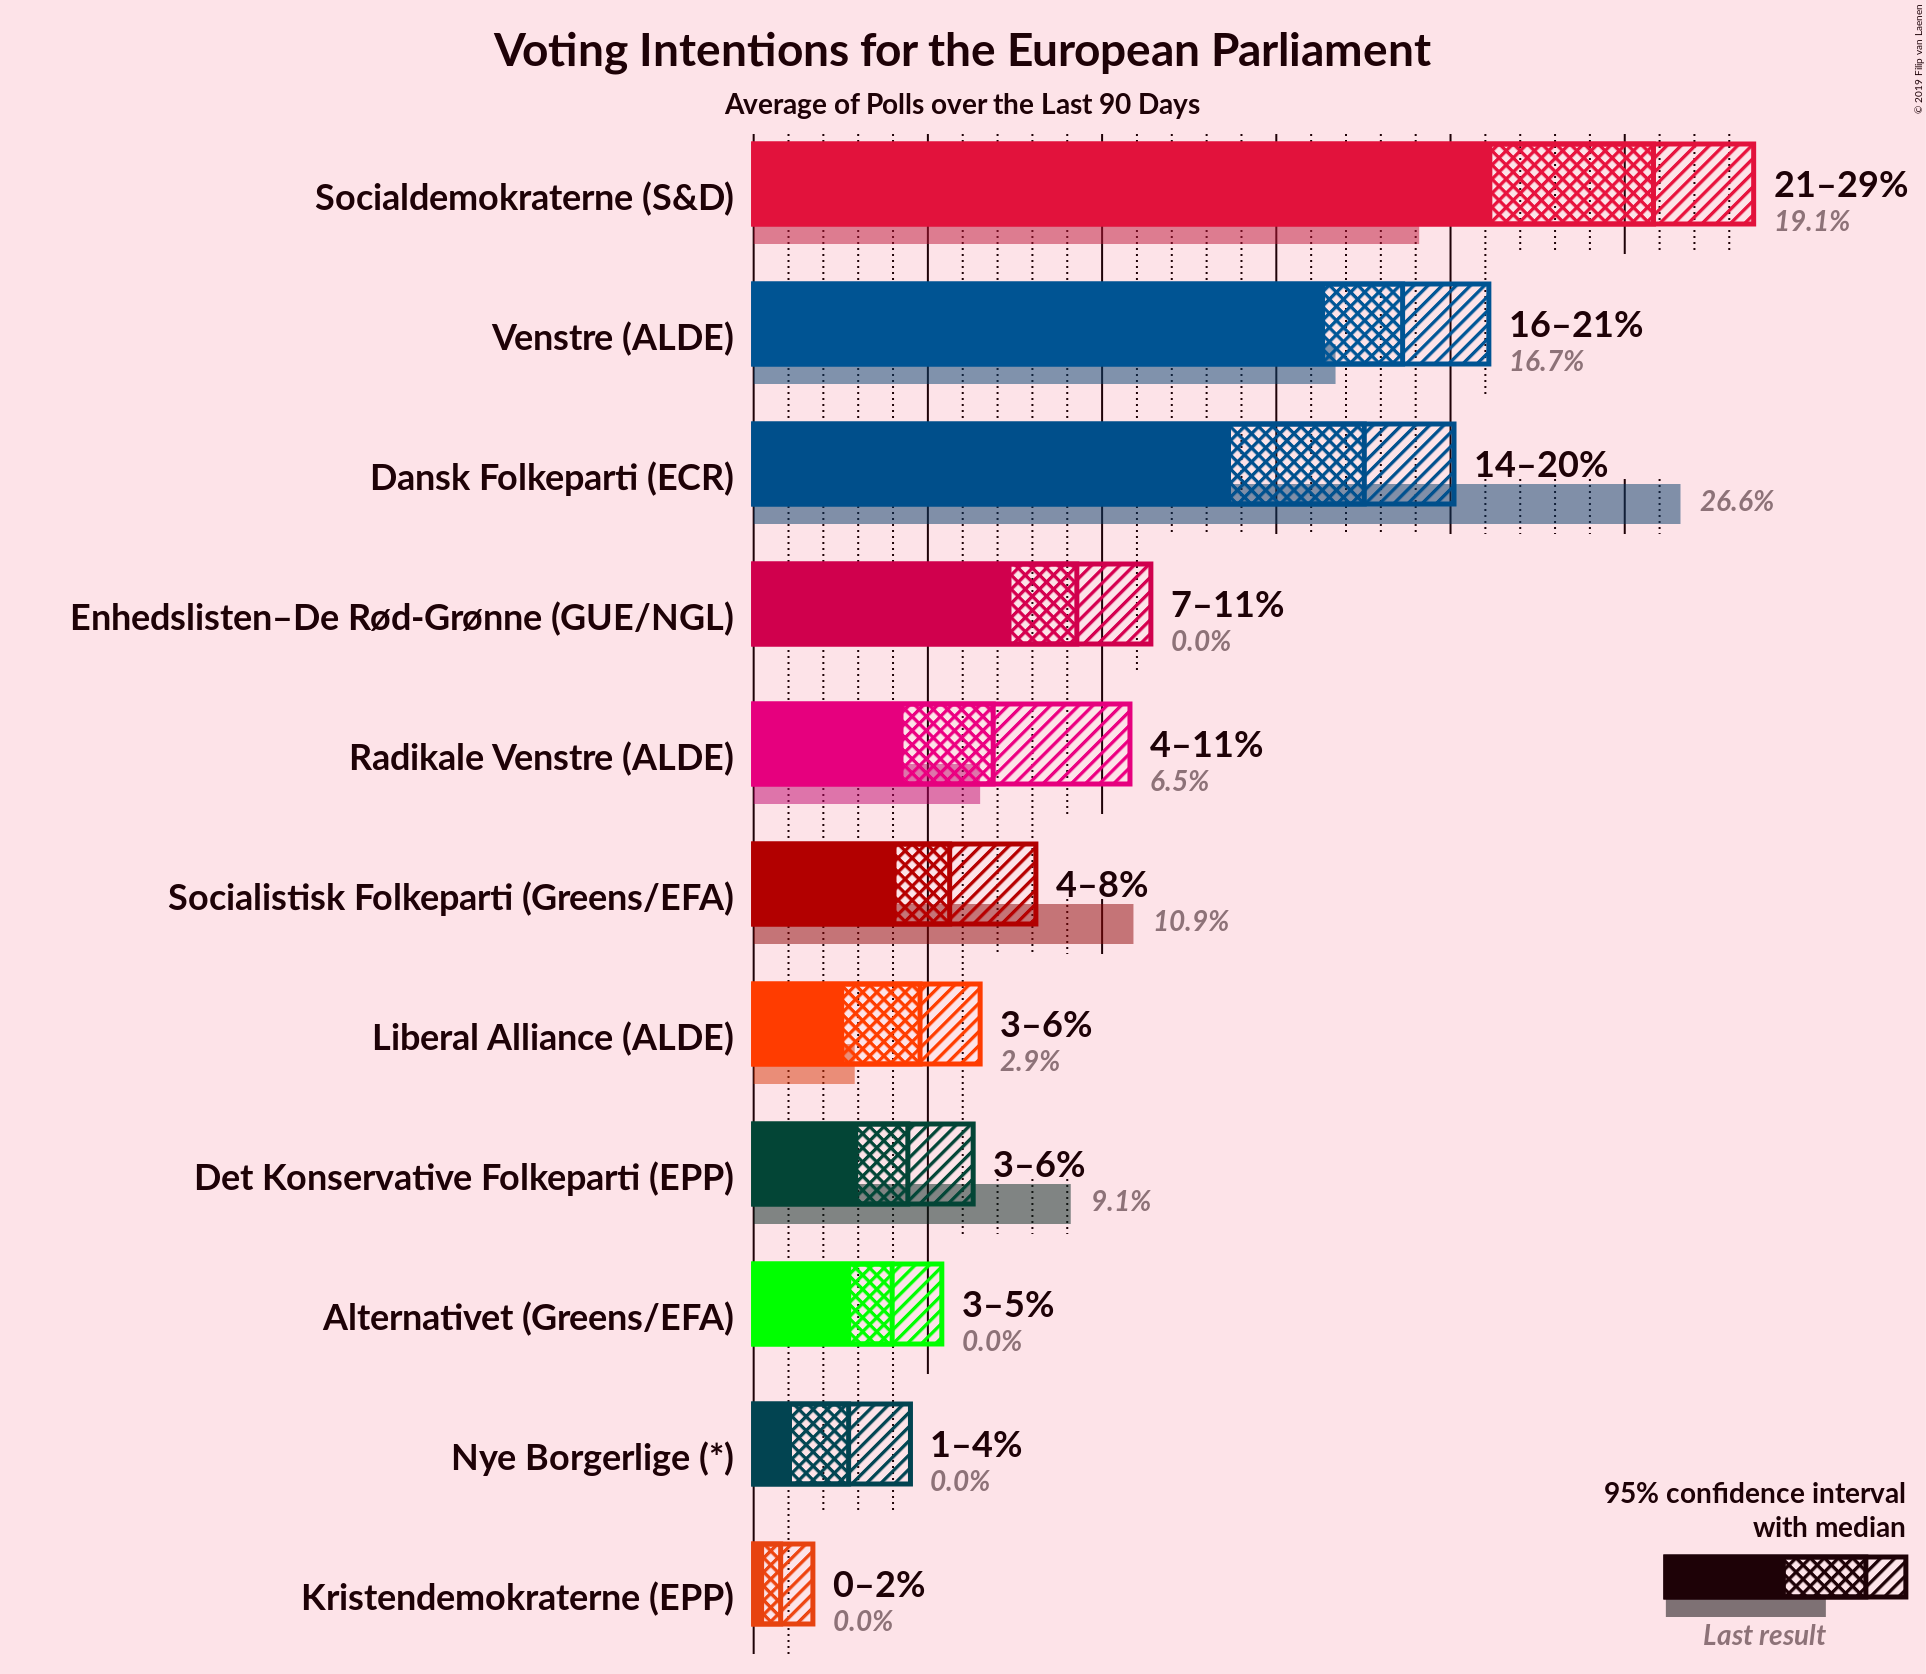 Voting Intentions for the European Parliament
Average of Polls over the Last 90 Days
© 2019 Filip van Laenen
Socialdemokraterne (S&D)
21–29%
19.1%
Venstre (ALDE)
16–21%
16.7%
Dansk Folkeparti (ECR)
14–20%
26.6%
Enhedslisten–De Rød-Grønne (GUE/NGL)
7–11%
0.0%
Radikale Venstre (ALDE)
4–11%
6.5%
Socialistisk Folkeparti (Greens/EFA)
4–8%
10.9%
Liberal Alliance (ALDE)
3–6%
2.9%
Det Konservative Folkeparti (EPP)
3–6%
9.1%
Alternativet (Greens/EFA)
3–5%
0.0%
Nye Borgerlige (*)
1–4%
0.0%
Kristendemokraterne (EPP)
0–2%
0.0%
95% confidence interval
with median
Last result